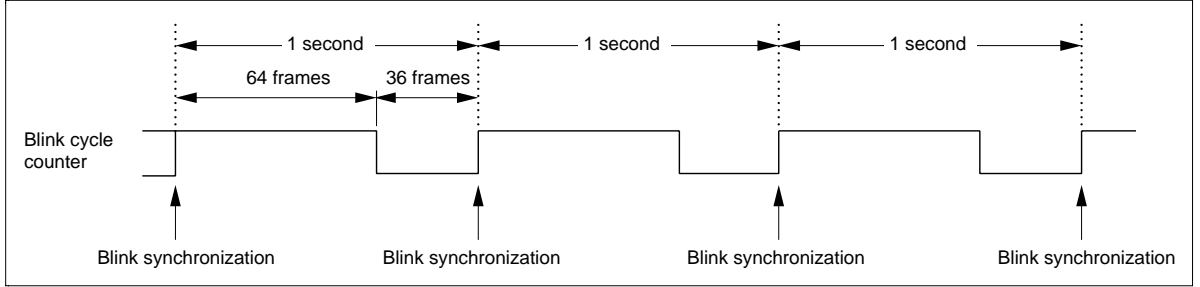 1 second
1 second
1 second
64 frames
36 frames
Blink cycle
counter
Blink synchronization
Blink synchronization
Blink synchronization
Blink synchronization